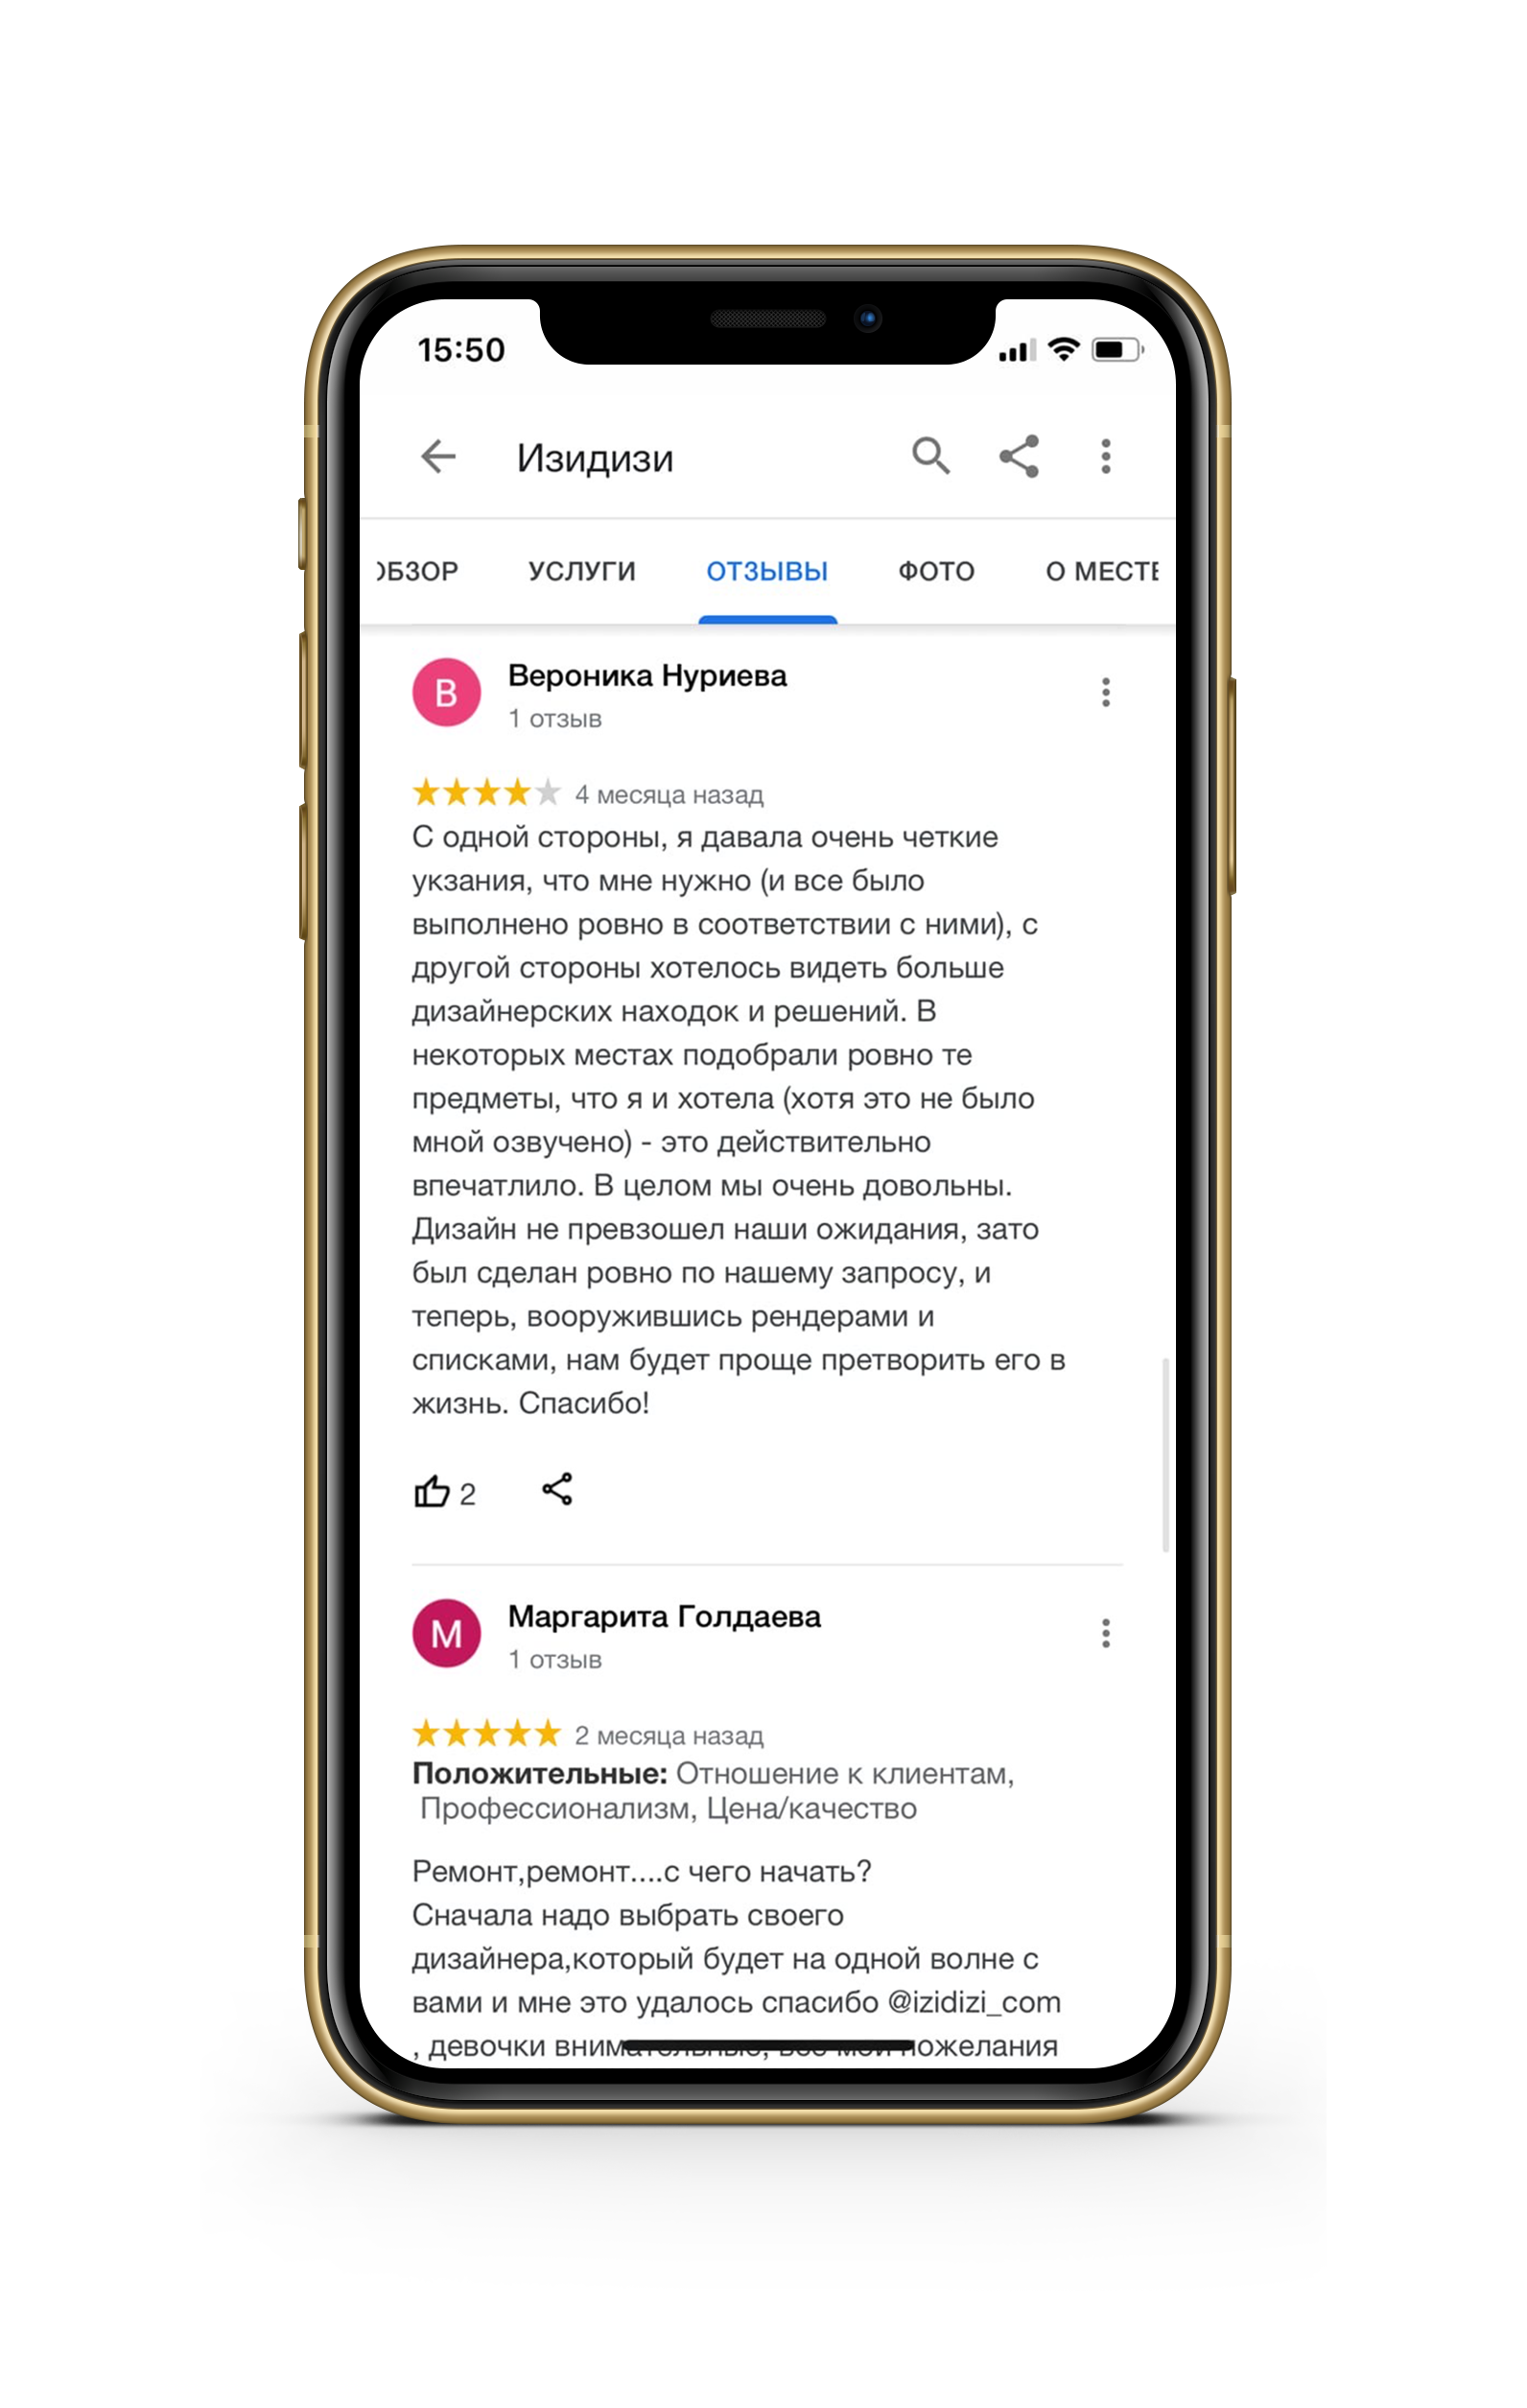 15:50
Изидизи
ОБЗОР УСЛУГИ ОТЗЫВЫ ФОТО О МЕСТЕ
В Вероника Нуриева
1 отзыв
4 месяца назад
С одной стороны, я давала очень четкие
укзания, что мне нужно (и все было
выполнено ровно в соответствии с ними), с
другой стороны хотелось видеть больше
дизайнерских находок и решений. В
некоторых местах подобрали ровно те
предметы, что я и хотела (хотя это не было
мной озвучено) - это действительно
впечатлило. В целом мы очень довольны.
Дизайн не превзошел наши ожидания, зато
был сделан ровно по нашему запросу, и
теперь, вооружившись рендерами и
списками, нам будет проще претворить его в
жизнь. Спасибо!
2
М Маргарита Голдаева
1 отзыв
2 месяца назад
Положительные: Отношение к клиентам,
Профессионализм, Цена/качество
Ремонт,ремонт....с чего начать?
Сначала надо выбрать своего
дизайнера,который будет на одной волне с
вами и мне это удалось спасибо @izidizi_com
, девочки внимательные, все мои пожелания